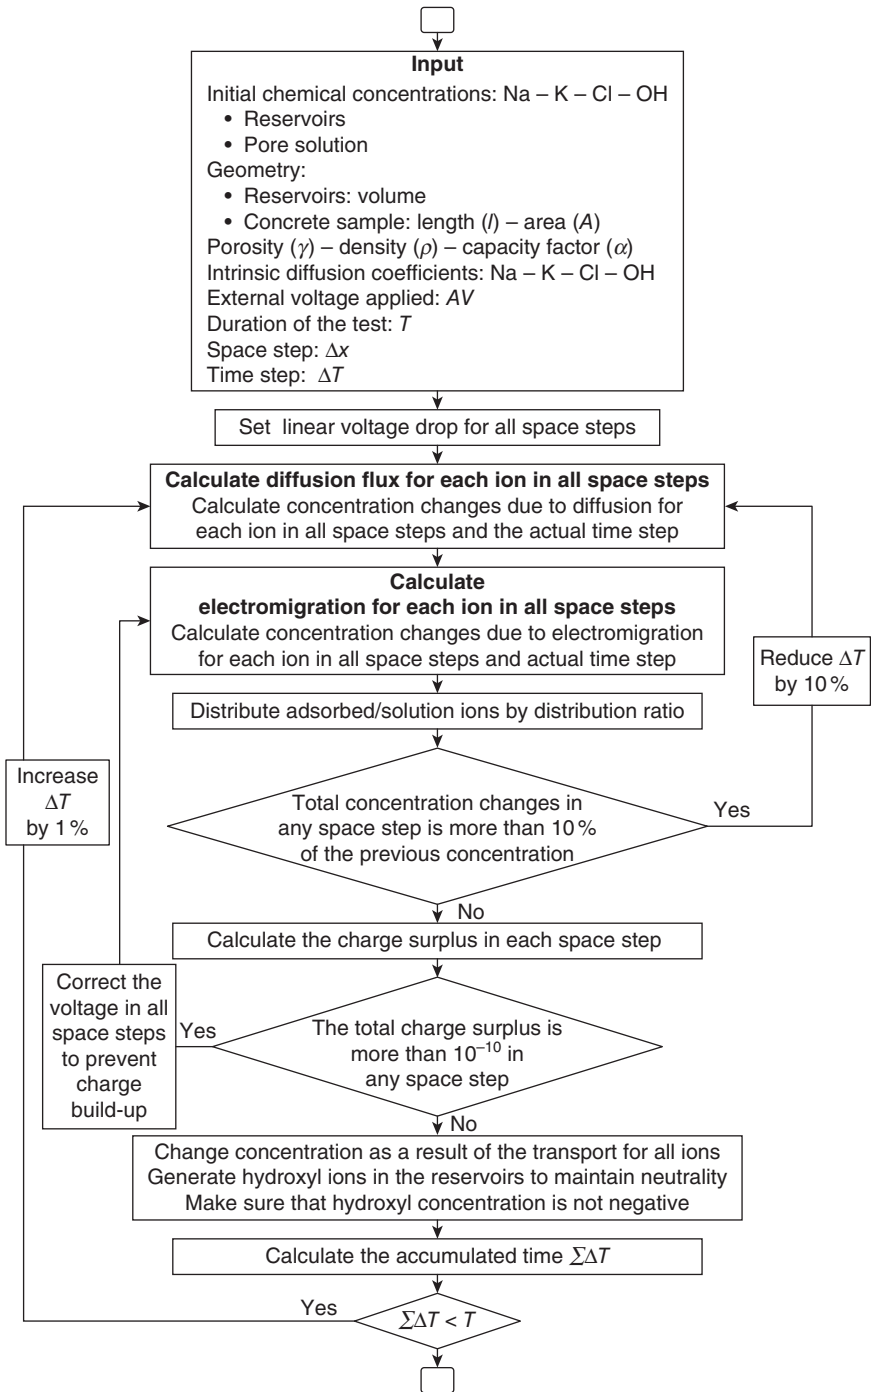 Input
Initial chemical concentrations: Na – K – Cl – OH
• Reservoirs
• Pore solution
Geometry:
• Reservoirs: volume
• Concrete sample: length (l) – area (A)
Porosity (γ) – density (ρ) – capacity factor (α)
Intrinsic diffusion coefficients: Na – K – Cl – OH
External voltage applied: AV
Duration of the test: T
Space step: Δx
Time step: ΔT
Set linear voltage drop for all space steps
Calculate diffusion flux for each ion in all space steps
Calculate concentration changes due to diffusion for
each ion in all space steps and the actual time step
Calculate
electromigration for each ion in all space steps
Calculate concentration changes due to electromigration
for each ion in all space steps and actual time step
Reduce ΔT
by 10 %
Distribute adsorbed/solution ions by distribution ratio
Increase
ΔT
by 1 %
Total concentration changes in
any space step is more than 10 %
of the previous concentration
Yes
No
Calculate the charge surplus in each space step
Correct the
voltage in all
space steps
to prevent
charge
build-up
Yes
The total charge surplus is
more than 10⁻¹⁰ in
any space step
No
Change concentration as a result of the transport for all ions
Generate hydroxyl ions in the reservoirs to maintain neutrality
Make sure that hydroxyl concentration is not negative
Calculate the accumulated time ΣΔT
Yes
ΣΔT < T